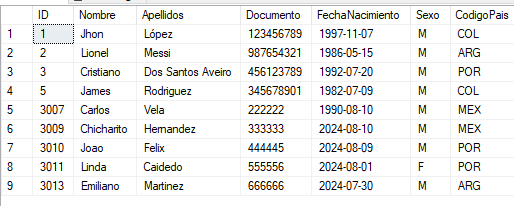 ID Nombre Apellidos Documento FechaNacimiento Sexo CodigoPais
1 1 Jhon López 123456789 1997-11-07 M COL
2 2 Lionel Messi 987654321 1986-05-15 M ARG
3 3 Cristiano Dos Santos Aveiro 456123789 1992-07-20 M POR
4 5 James Rodriguez 345678901 1982-07-09 M COL
5 3007 Carlos Vela 222222 1990-08-10 M MEX
6 3009 Chicharito Hernandez 333333 2024-08-10 M MEX
7 3010 Joao Felix 444445 2024-08-09 M POR
8 3011 Linda Caidedo 555556 2024-08-01 F POR
9 3013 Emiliano Martinez 666666 2024-07-30 M ARG